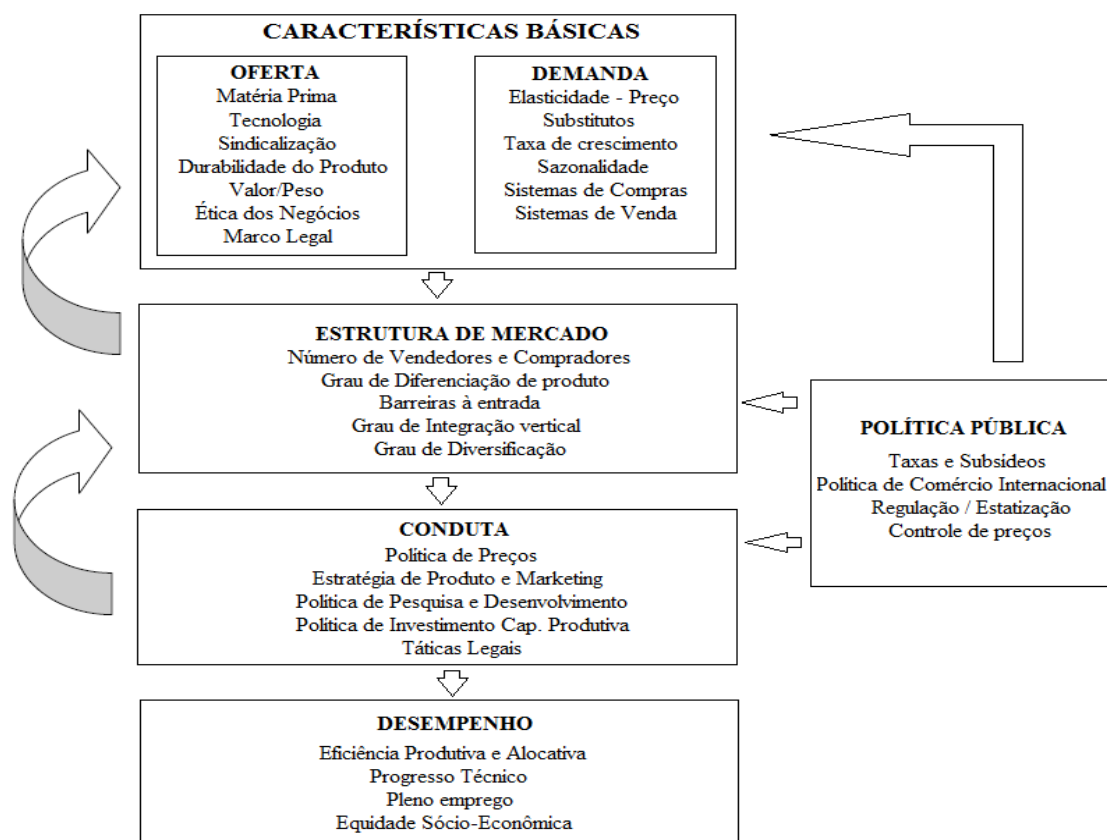 CARACTERÍSTICAS BÁSICAS
OFERTA
Matéria Prima
Tecnologia
Sindicalização
Durabilidade do Produto
Valor/Peso
Ética dos Negócios
Marco Legal
DEMANDA
Elasticidade - Preço
Substitutos
Taxa de crescimento
Sazonalidade
Sistemas de Compras
Sistemas de Venda
ESTRUTURA DE MERCADO
Número de Vendedores e Compradores
Grau de Diferenciação de produto
Barreiras à entrada
Grau de Integração vertical
Grau de Diversificação
POLÍTICA PÚBLICA
Taxas e Subsídeos
Política de Comércio Internacional
Regulação / Estatização
Controle de preços
CONDUTA
Política de Preços
Estratégia de Produto e Marketing
Política de Pesquisa e Desenvolvimento
Política de Investimento Cap. Produtiva
Táticas Legais
DESEMPENHO
Eficiência Produtiva e Alocativa
Progresso Técnico
Pleno emprego
Equidade Sócio-Econômica